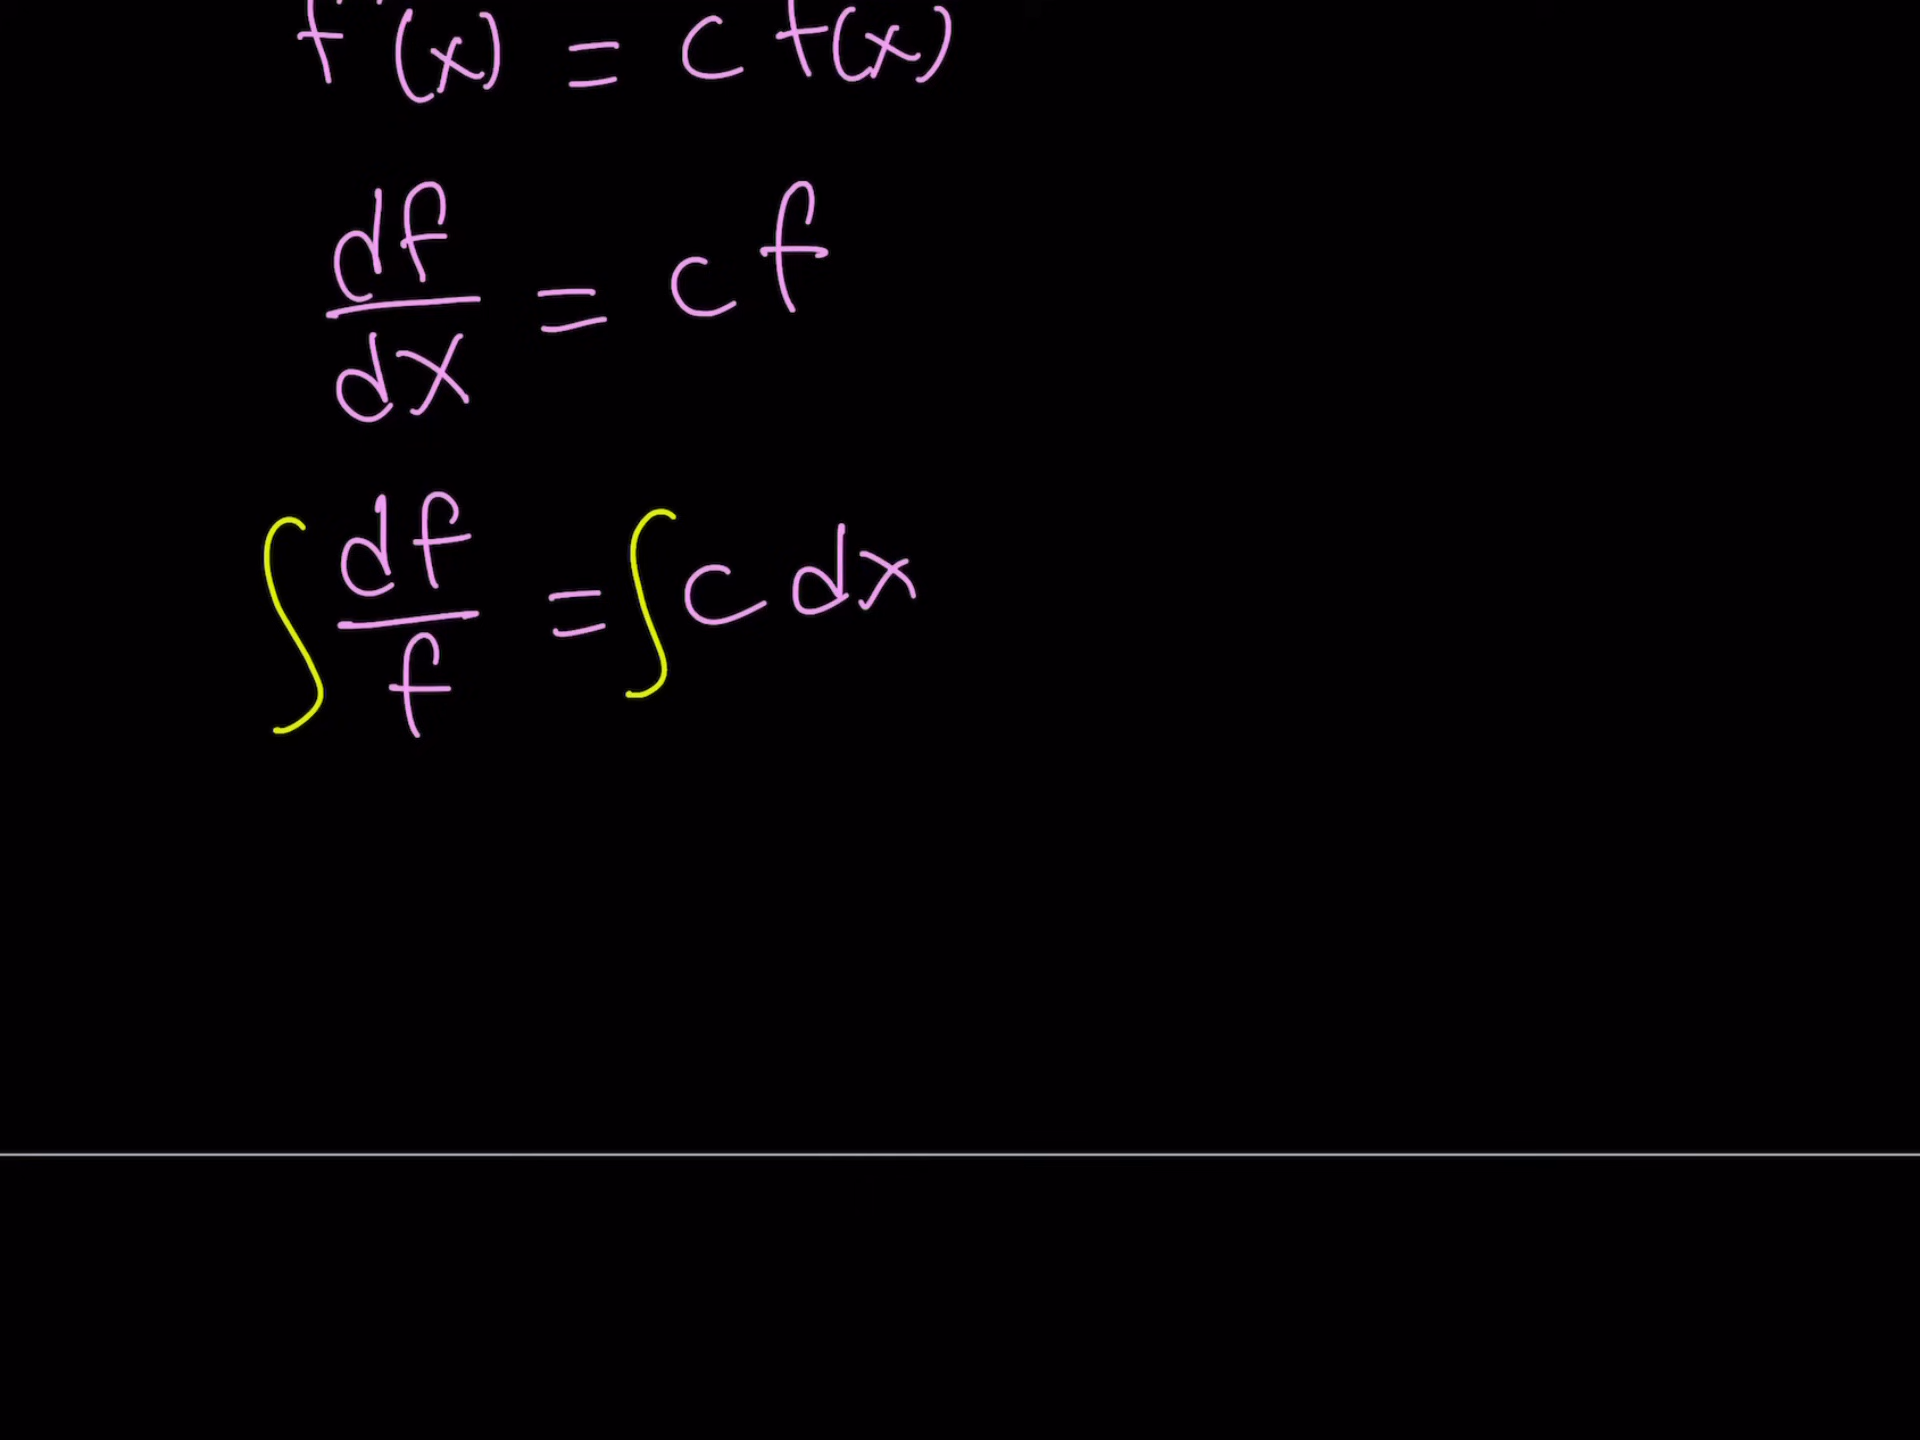 f'(x) = c f(x)
df/dx = c f
∫ df/f = ∫ c dx